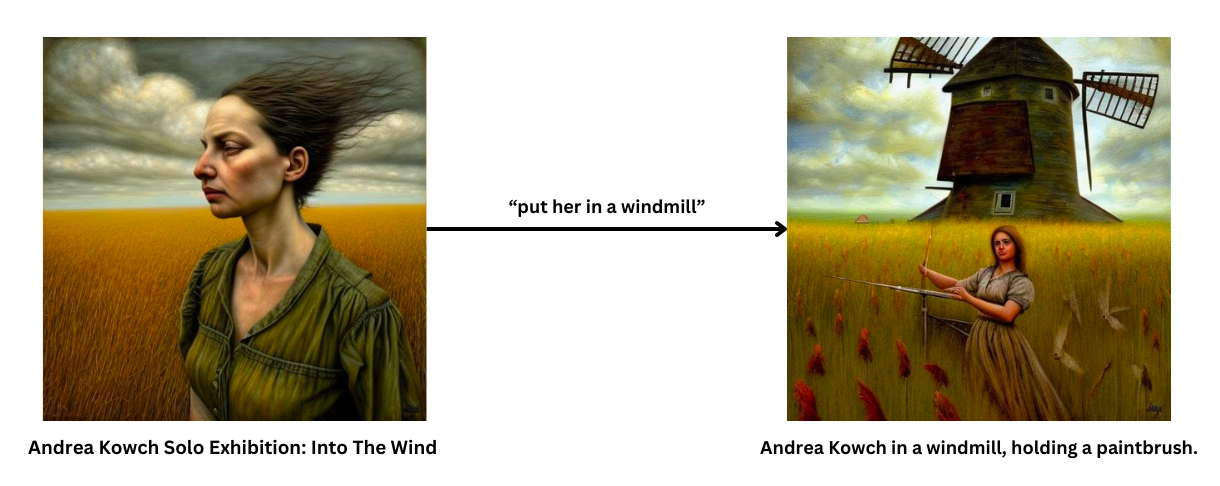 “put her in a windmill”
Andrea Kowch Solo Exhibition: Into The Wind
Andrea Kowch in a windmill, holding a paintbrush.